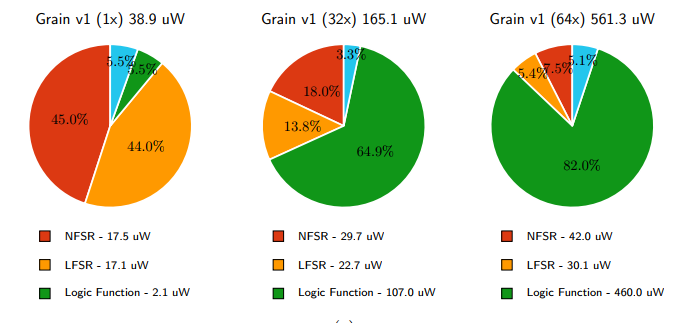 Grain v1 (1x) 38.9 uW
5.5%
5.5%
45.0%
44.0%
NFSR - 17.5 uW
LFSR - 17.1 uW
Logic Function - 2.1 uW
Grain v1 (32x) 165.1 uW
3.3%
18.0%
13.8%
64.9%
NFSR - 29.7 uW
LFSR - 22.7 uW
Logic Function - 107.0 uW
Grain v1 (64x) 561.3 uW
5.1%
7.5%
5.4%
82.0%
NFSR - 42.0 uW
LFSR - 30.1 uW
Logic Function - 460.0 uW